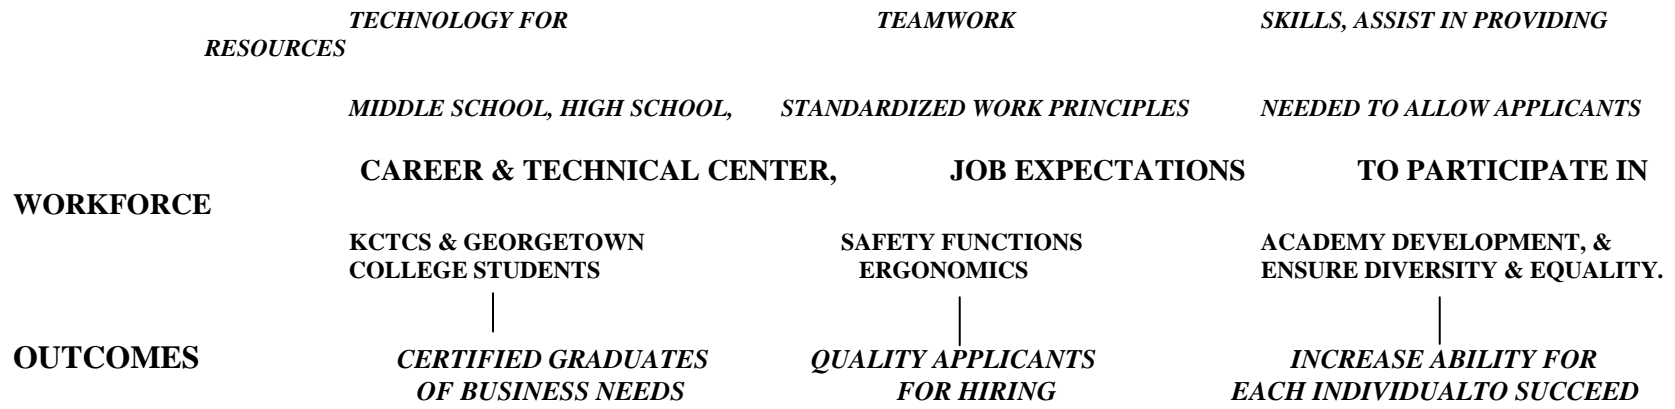 TECHNOLOGY FOR TEAMWORK SKILLS, ASSIST IN PROVIDING
RESOURCES
MIDDLE SCHOOL, HIGH SCHOOL, STANDARDIZED WORK PRINCIPLES NEEDED TO ALLOW APPLICANTS
CAREER & TECHNICAL CENTER, JOB EXPECTATIONS TO PARTICIPATE IN
WORKFORCE
KCTCS & GEORGETOWN SAFETY FUNCTIONS ACADEMY DEVELOPMENT, &
COLLEGE STUDENTS ERGONOMICS ENSURE DIVERSITY & EQUALITY.
OUTCOMES CERTIFIED GRADUATES QUALITY APPLICANTS INCREASE ABILITY FOR
OF BUSINESS NEEDS FOR HIRING EACH INDIVIDUALTO SUCCEED